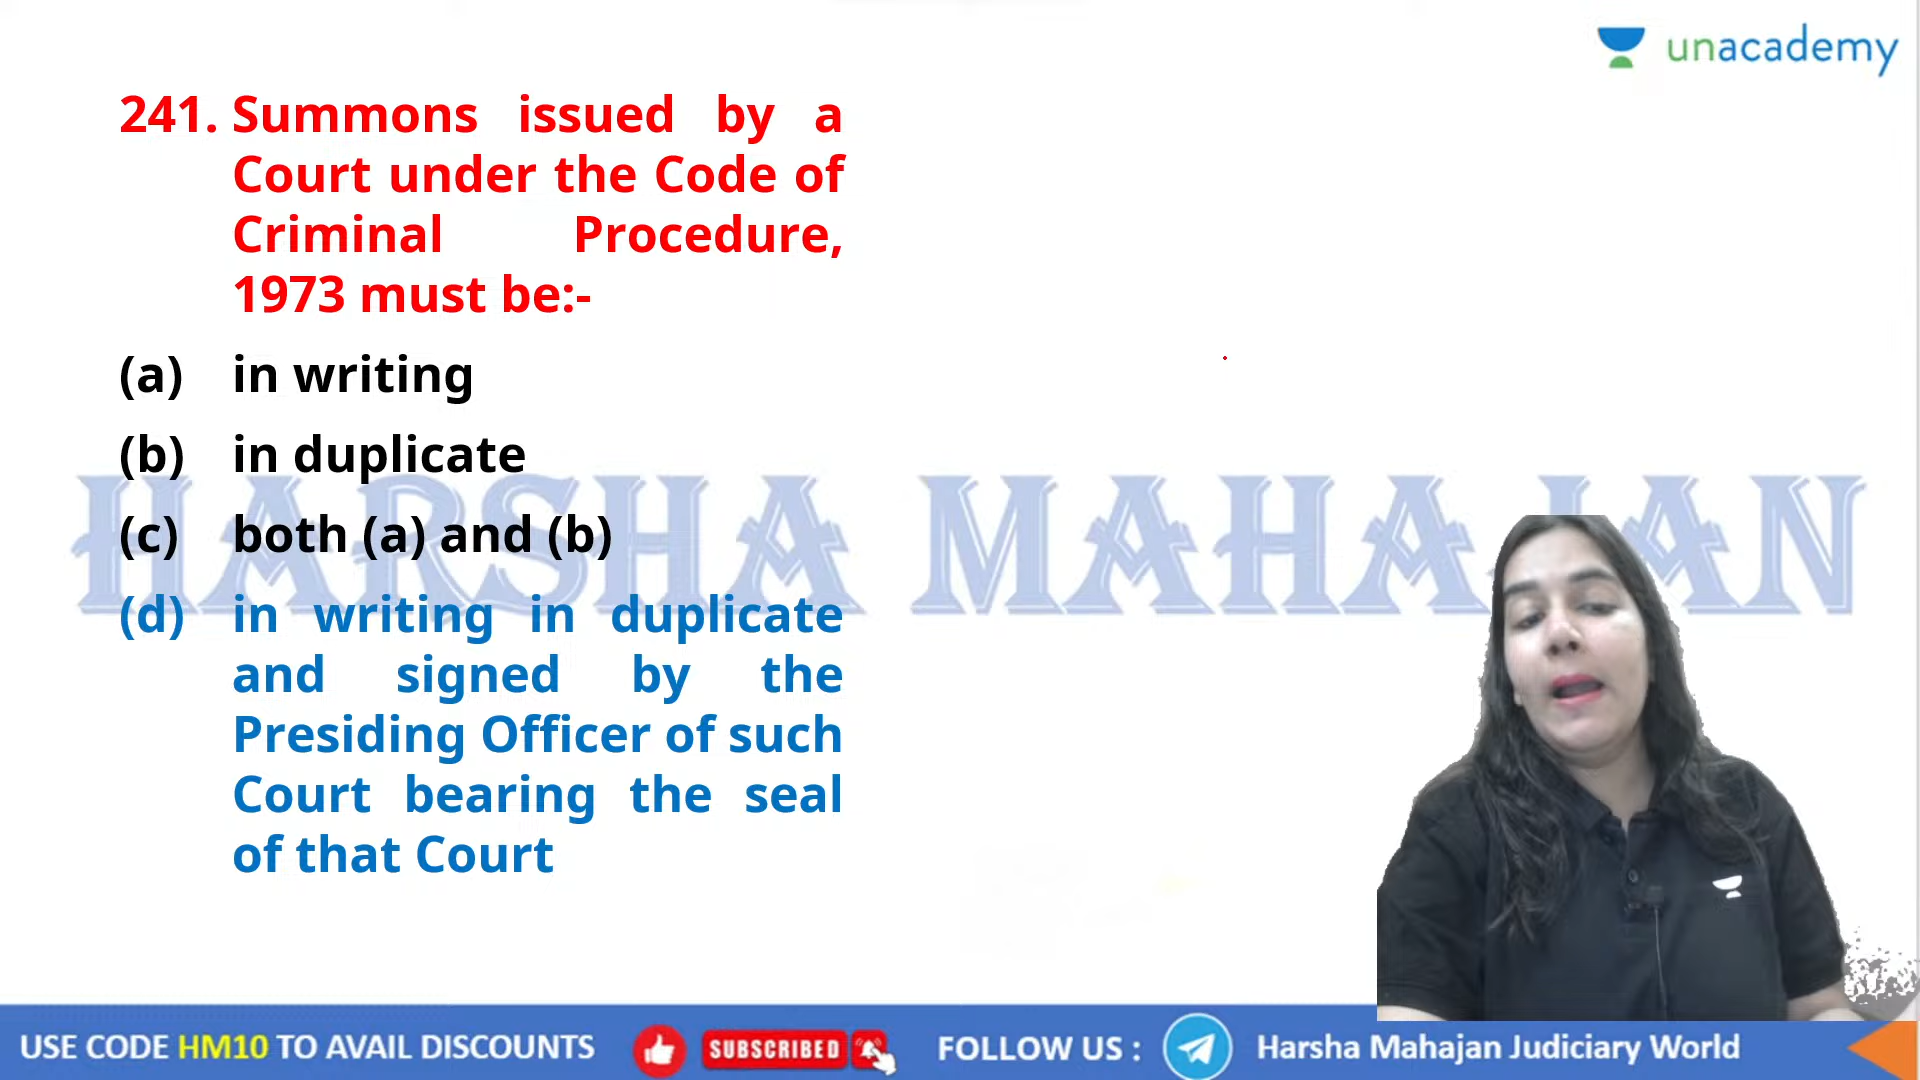 unacademy
241. Summons issued by a
Court under the Code of
Criminal Procedure,
1973 must be:-
(a) in writing
(b) in duplicate
(c) both (a) and (b)
(d) in writing in duplicate
and signed by the
Presiding Officer of such
Court bearing the seal
of that Court
HARSHA MAHAJAN
USE CODE HM10 TO AVAIL DISCOUNTS
SUBSCRIBED
FOLLOW US :
Harsha Mahajan Judiciary World